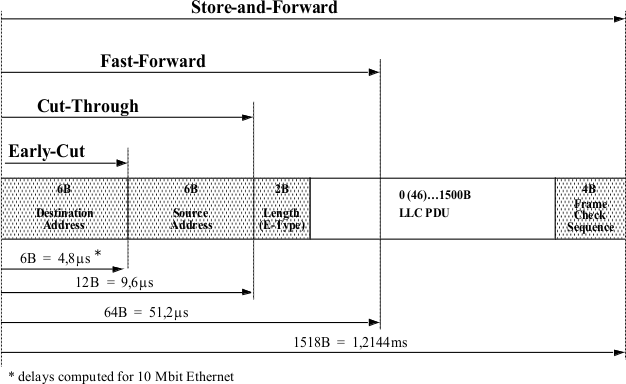 Store-and-Forward
Fast-Forward
Cut-Through
Early-Cut
6B
Destination
Address
6B
Source
Address
2B
Length
(E-Type)
0 (46)…1500B
LLC PDU
4B
Frame
Check
Sequence
6B = 4,8µs *
12B = 9,6µs
64B = 51,2µs
1518B = 1,2144ms
* delays computed for 10 Mbit Ethernet